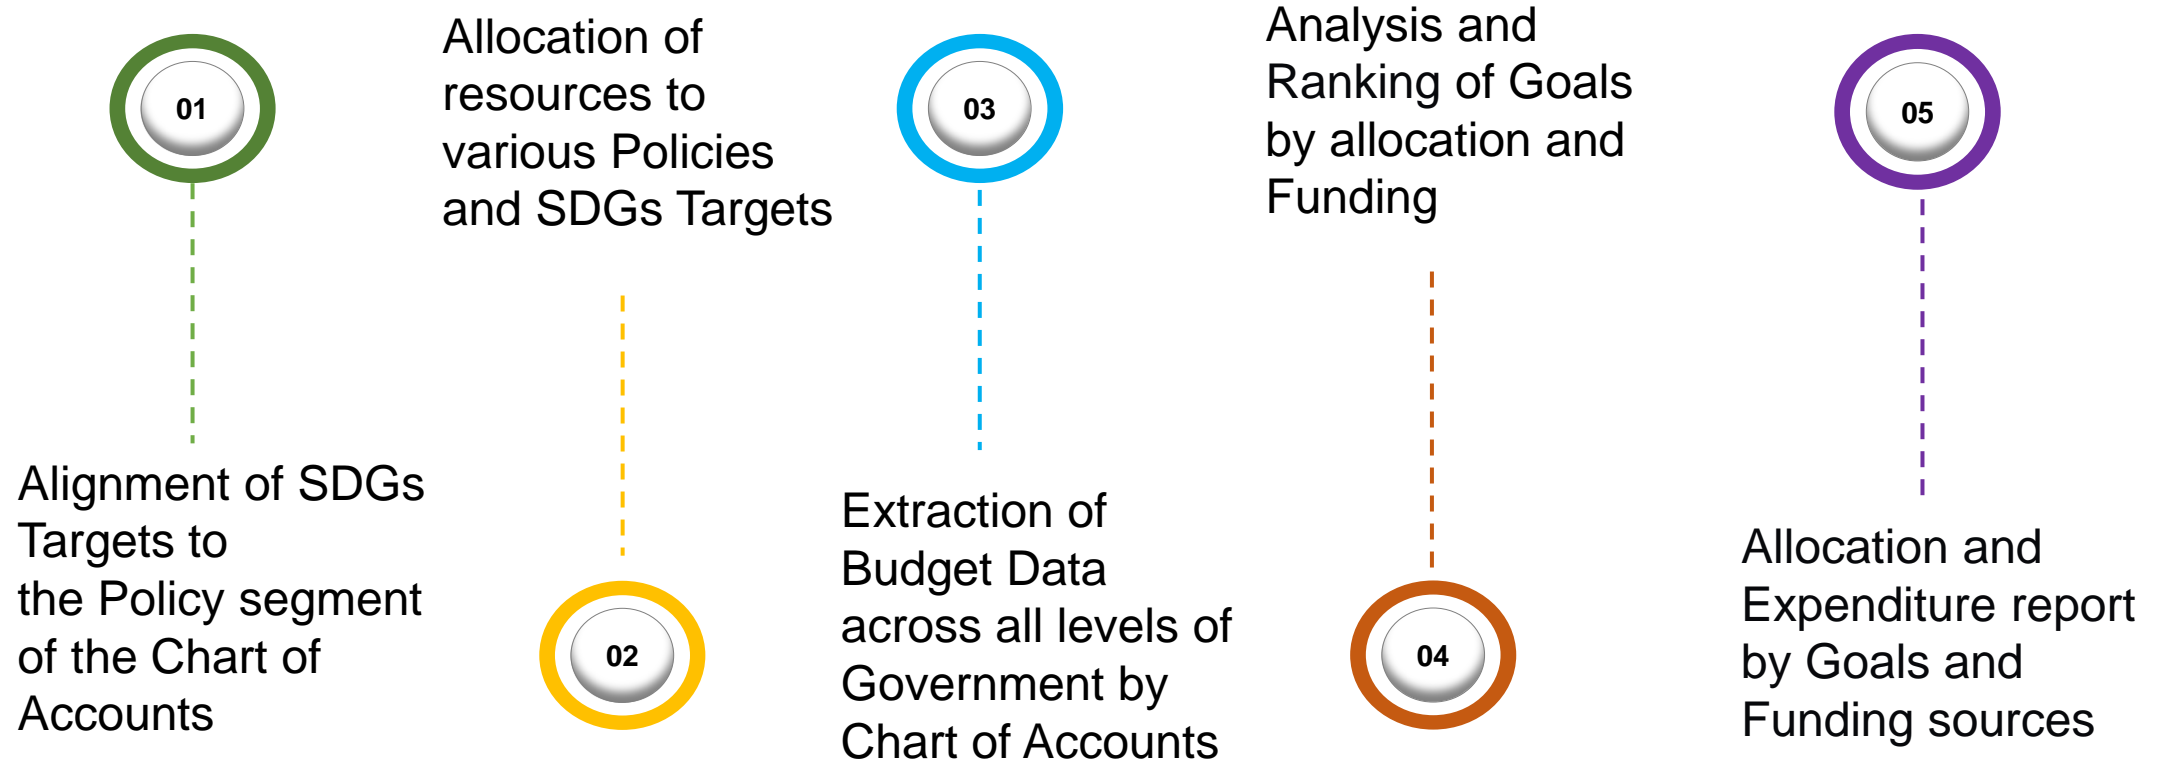 01
Alignment of SDGs
Targets to
the Policy segment
of the Chart of
Accounts
Allocation of
resources to
various Policies
and SDGs Targets
02
03
Extraction of
Budget Data
across all levels of
Government by
Chart of Accounts
Analysis and
Ranking of Goals
by allocation and
Funding
04
05
Allocation and
Expenditure report
by Goals and
Funding sources